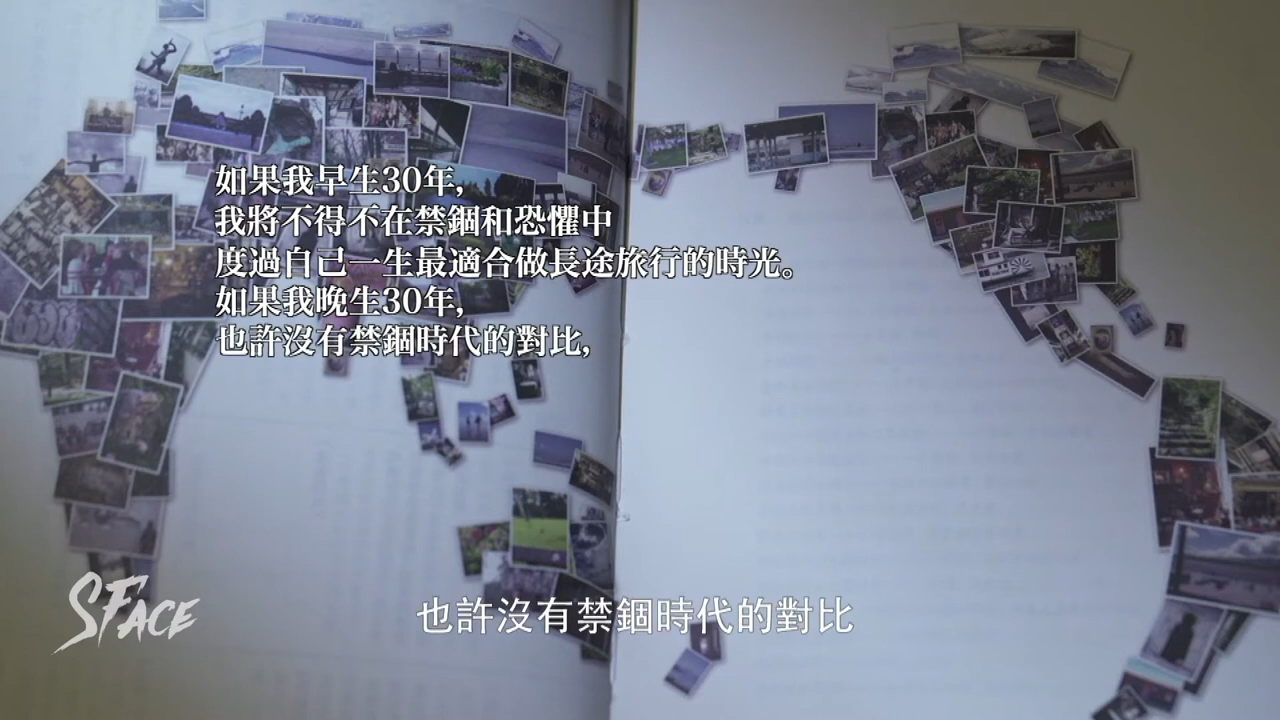 如果我早生30年,
我將不得不在禁錮和恐懼中
度過自己一生最適合做長途旅行的時光。
如果我晚生30年,
也許沒有禁錮時代的對比,
SFACE
也許沒有禁錮時代的對比